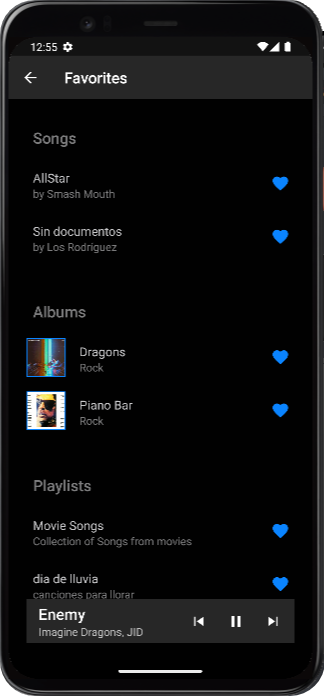 12:55
Favorites
Songs
AllStar
by Smash Mouth
Sin documentos
by Los Rodriguez
Albums
Dragons
Rock
Piano Bar
Rock
Playlists
Movie Songs
Collection of Songs from movies
dia de lluvia
canciones para llorar
Enemy
Imagine Dragons, JID